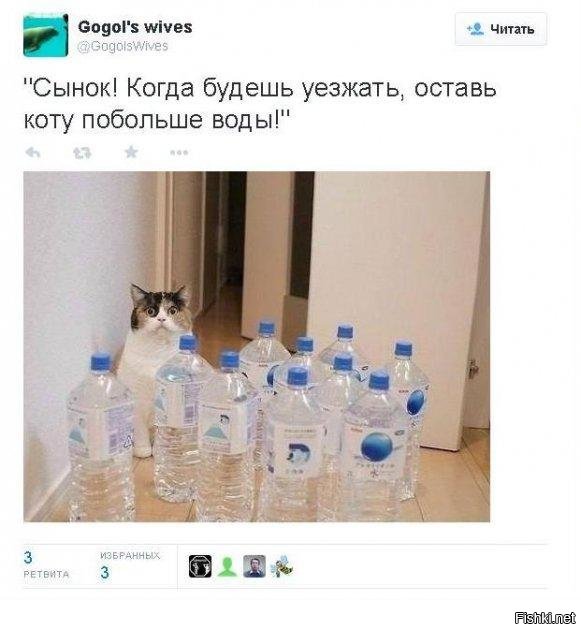 Gogol's wives
@GogolsWives
Читать
"Сынок! Когда будешь уезжать, оставь
коту побольше воды!"
3
РЕТВИТА
ИЗБРАННЫХ
3
Fishki.net